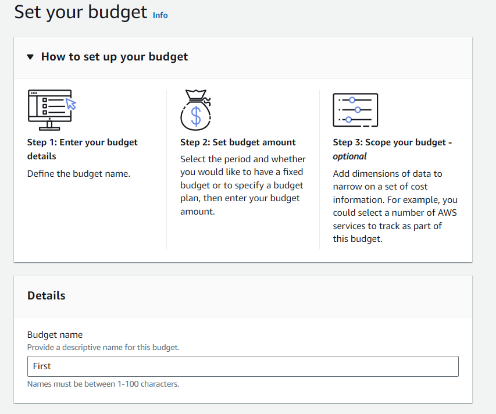 Set your budget Info
How to set up your budget
Step 1: Enter your budget
details
Define the budget name.
Step 2: Set budget amount
Select the period and whether
you would like to have a fixed
budget or to specify a budget
plan, then enter your budget
amount.
Step 3: Scope your budget -
optional
Add dimensions of data to
narrow on a set of cost
information. For example, you
could select a number of AWS
services to track as part of
this budget.
Details
Budget name
Provide a descriptive name for this budget.
First
Names must be between 1-100 characters.